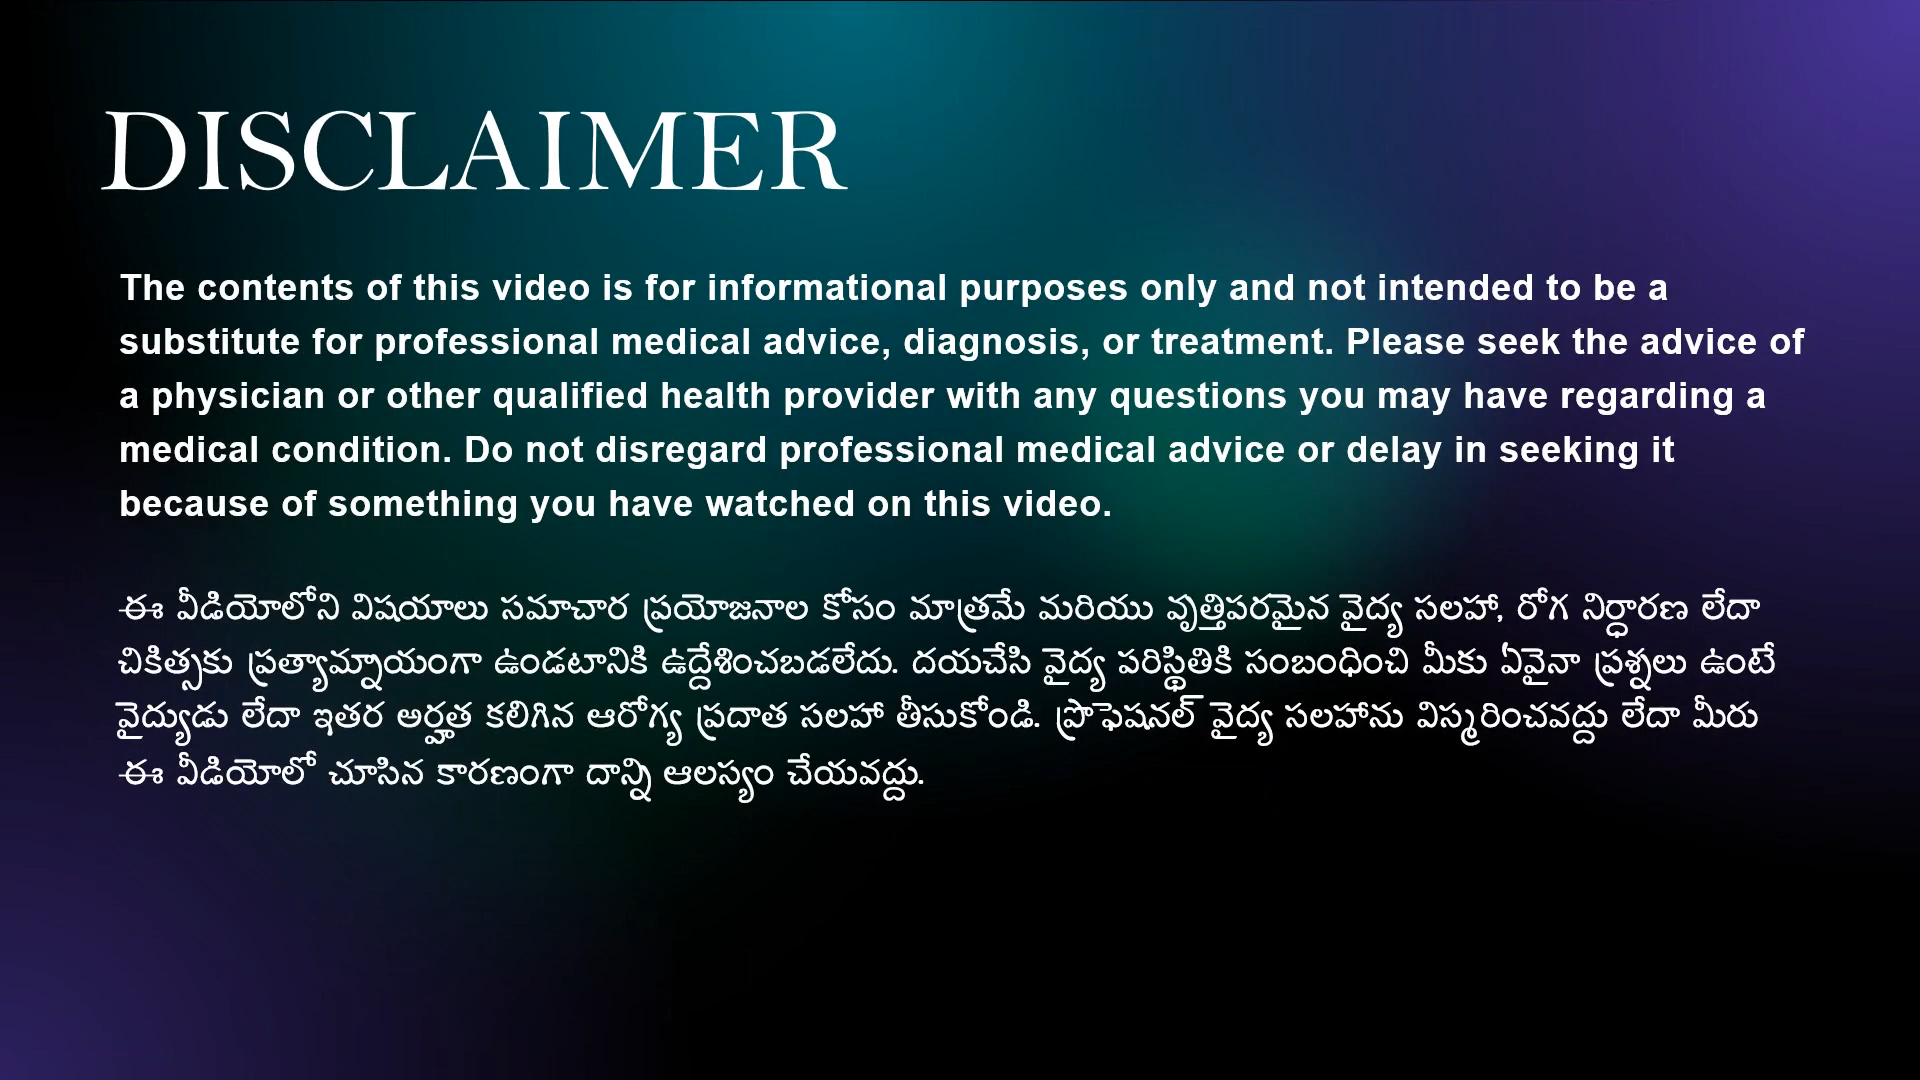 DISCLAIMER
The contents of this video is for informational purposes only and not intended to be a
substitute for professional medical advice, diagnosis, or treatment. Please seek the advice of
a physician or other qualified health provider with any questions you may have regarding a
medical condition. Do not disregard professional medical advice or delay in seeking it
because of something you have watched on this video.
ఈ వీడియోలోని విషయాలు సమాచార ప్రయోజనాల కోసం మాత్రమే మరియు వృత్తిపరమైన వైద్య సలహా, రోగ నిర్ధారణ లేదా
చికిత్సకు ప్రత్యామ్నాయంగా ఉండటానికి ఉద్దేశించబడలేదు. దయచేసి వైద్య పరిస్థితికి సంబంధించి మీకు ఏవైనా ప్రశ్నలు ఉంటే
వైద్యుడు లేదా ఇతర అర్హత కలిగిన ఆరోగ్య ప్రదాత సలహా తీసుకోండి. ప్రొఫెషనల్ వైద్య సలహాను విస్మరించవద్దు లేదా మీరు
ఈ వీడియోలో చూసిన కారణంగా దాన్ని ఆలస్యం చేయవద్దు.